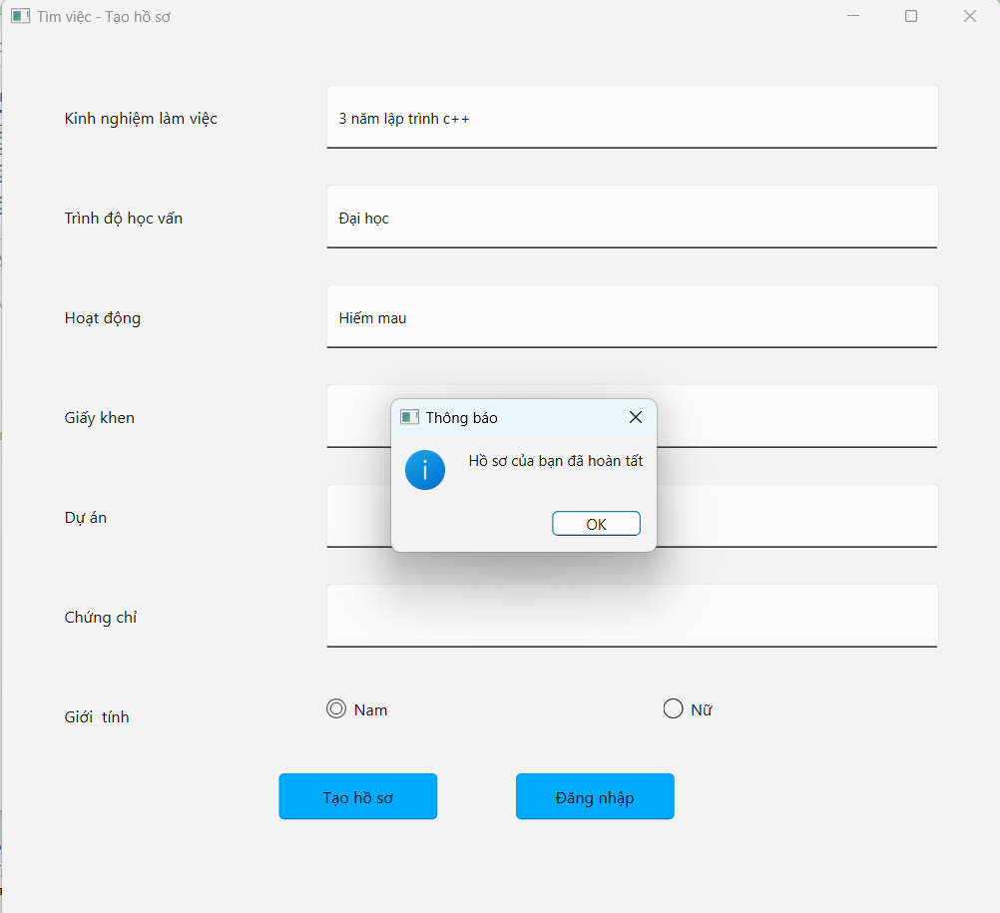 Tìm việc - Tạo hồ sơ
Kinh nghiệm làm việc
3 năm lập trình c++
Trình độ học vấn
Đại học
Hoạt động
Hiếm mau
Giấy khen
Thông báo
Hồ sơ của bạn đã hoàn tất
OK
Dự án
Chứng chỉ
Giới tính
Nam
Nữ
Tạo hồ sơ
Đăng nhập